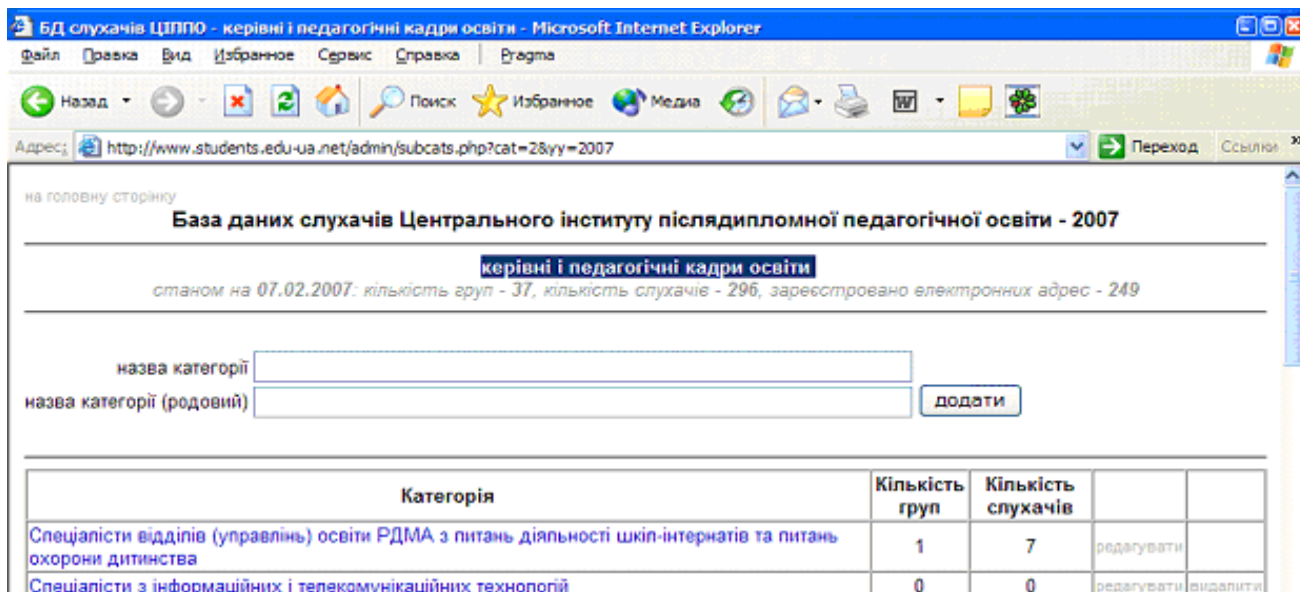 БД слухачів ЦІППО - керівні і педагогічні кадри освіти - Microsoft Internet Explorer
Файл Правка Вид Избранное Сервис Справка Pragma
Назад Поиск Избранное Медиа
Адрес: http://www.students.edu-ua.net/admin/subcats.php?cat=2&yy=2007 Переход Ссылки »
на головну сторінку
База даних слухачів Центрального інституту післядипломної педагогічної освіти - 2007
керівні і педагогічні кадри освіти
станом на 07.02.2007: кількість груп - 37, кількість слухачів - 296, зареєстровано електронних адрес - 249
назва категорії
назва категорії (родовий) додати
Категорія Кількість груп Кількість слухачів
Спеціалісти відділів (управлінь) освіти РДМА з питань діяльності шкіл-інтернатів та питань
охорони дитинства 1 7 редагувати
Спеціалісти з інформаційних і телекомунікаційних технологій 0 0 редагувати видалити